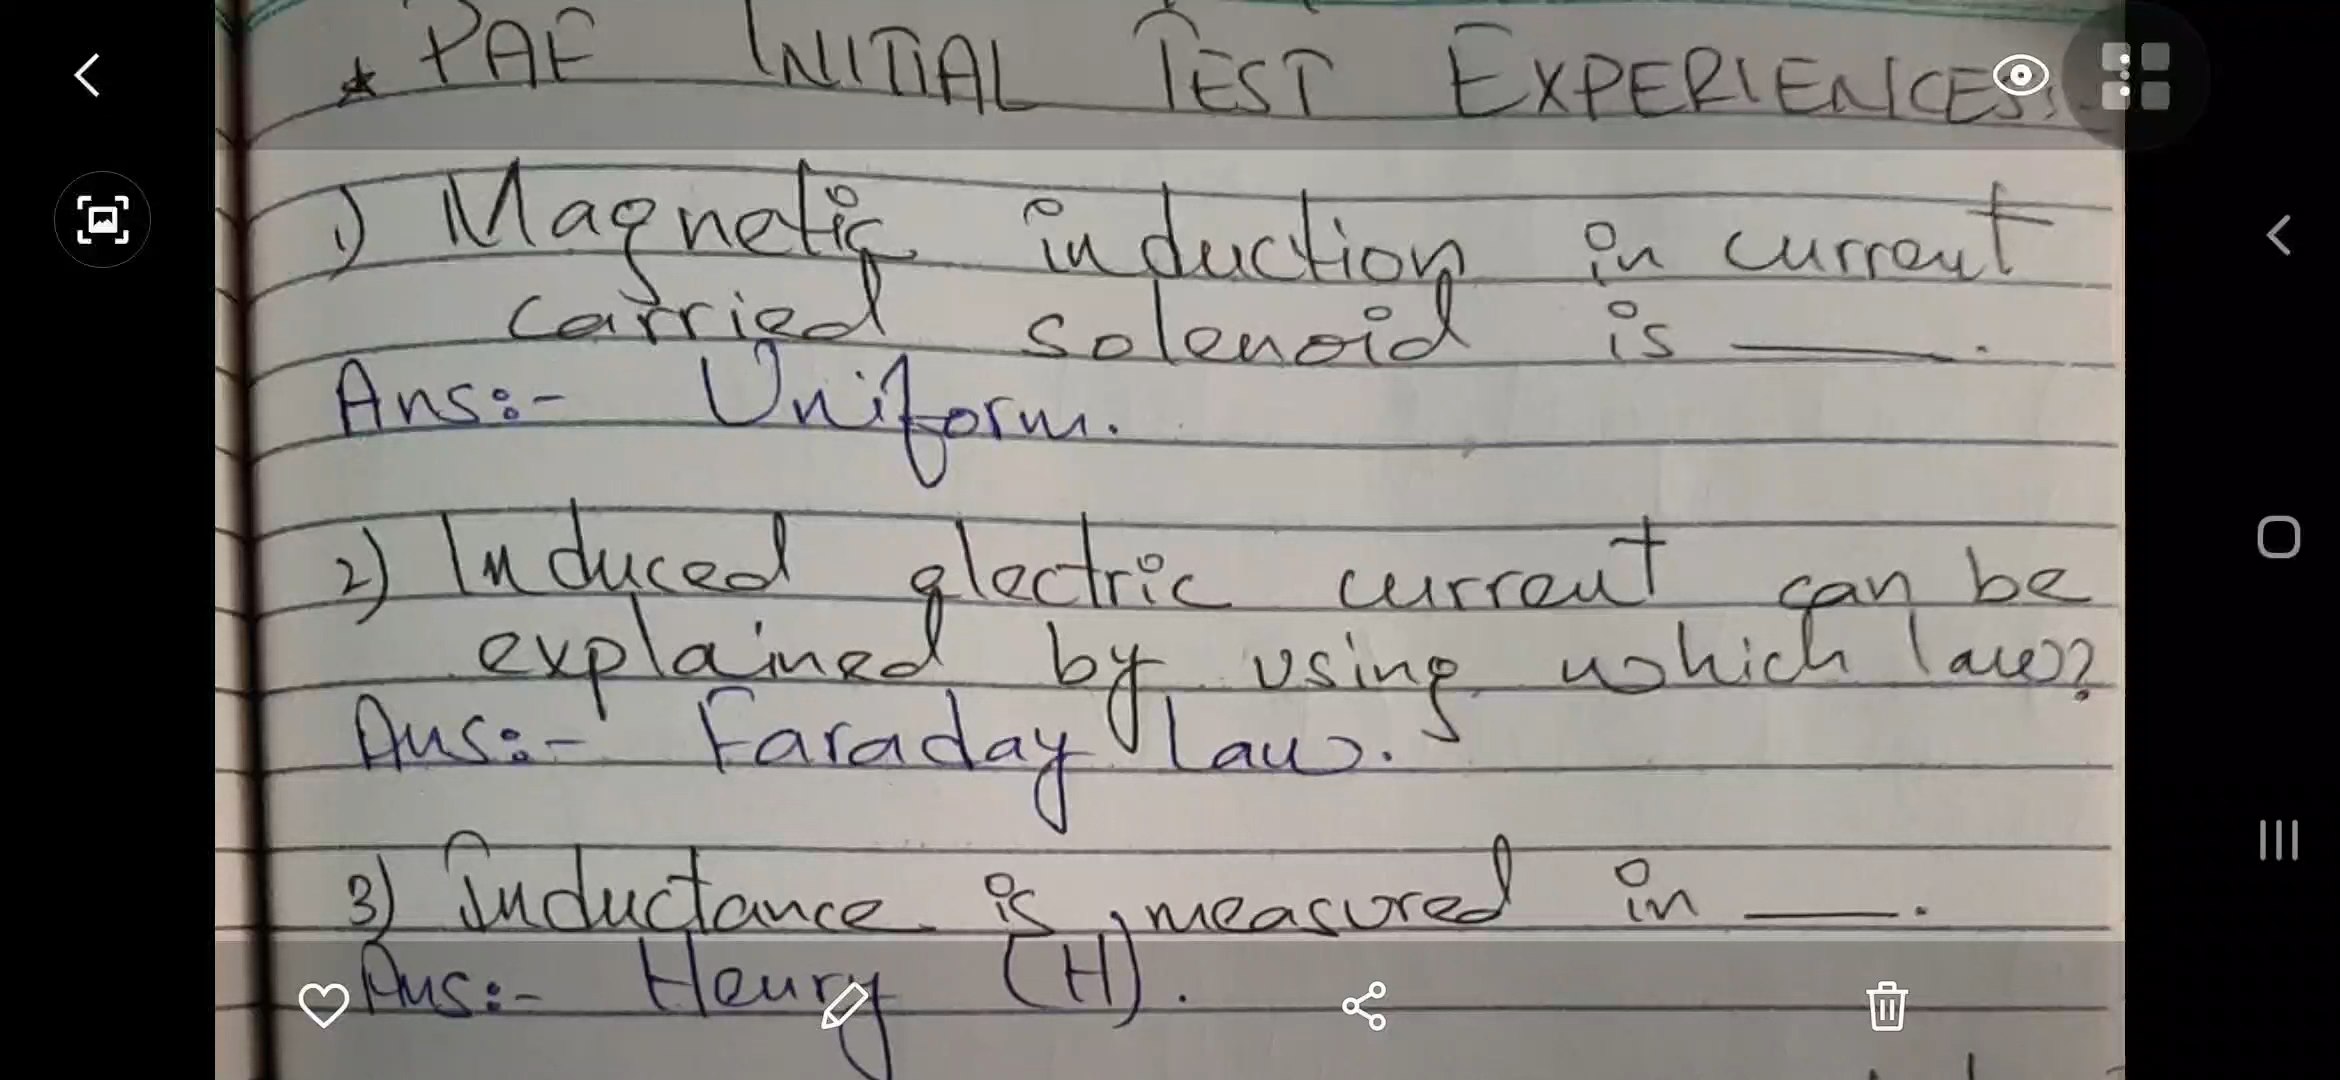 ★ PAF INITIAL TEST EXPERIENCES:
1) Magnetic induction in current
carried solenoid is ______.
Ans:- Uniform.
2) Induced electric current can be
explained by using which law?
Ans:- Faraday law.
3) Inductance is measured in ____.
Ans:- Henry (H).